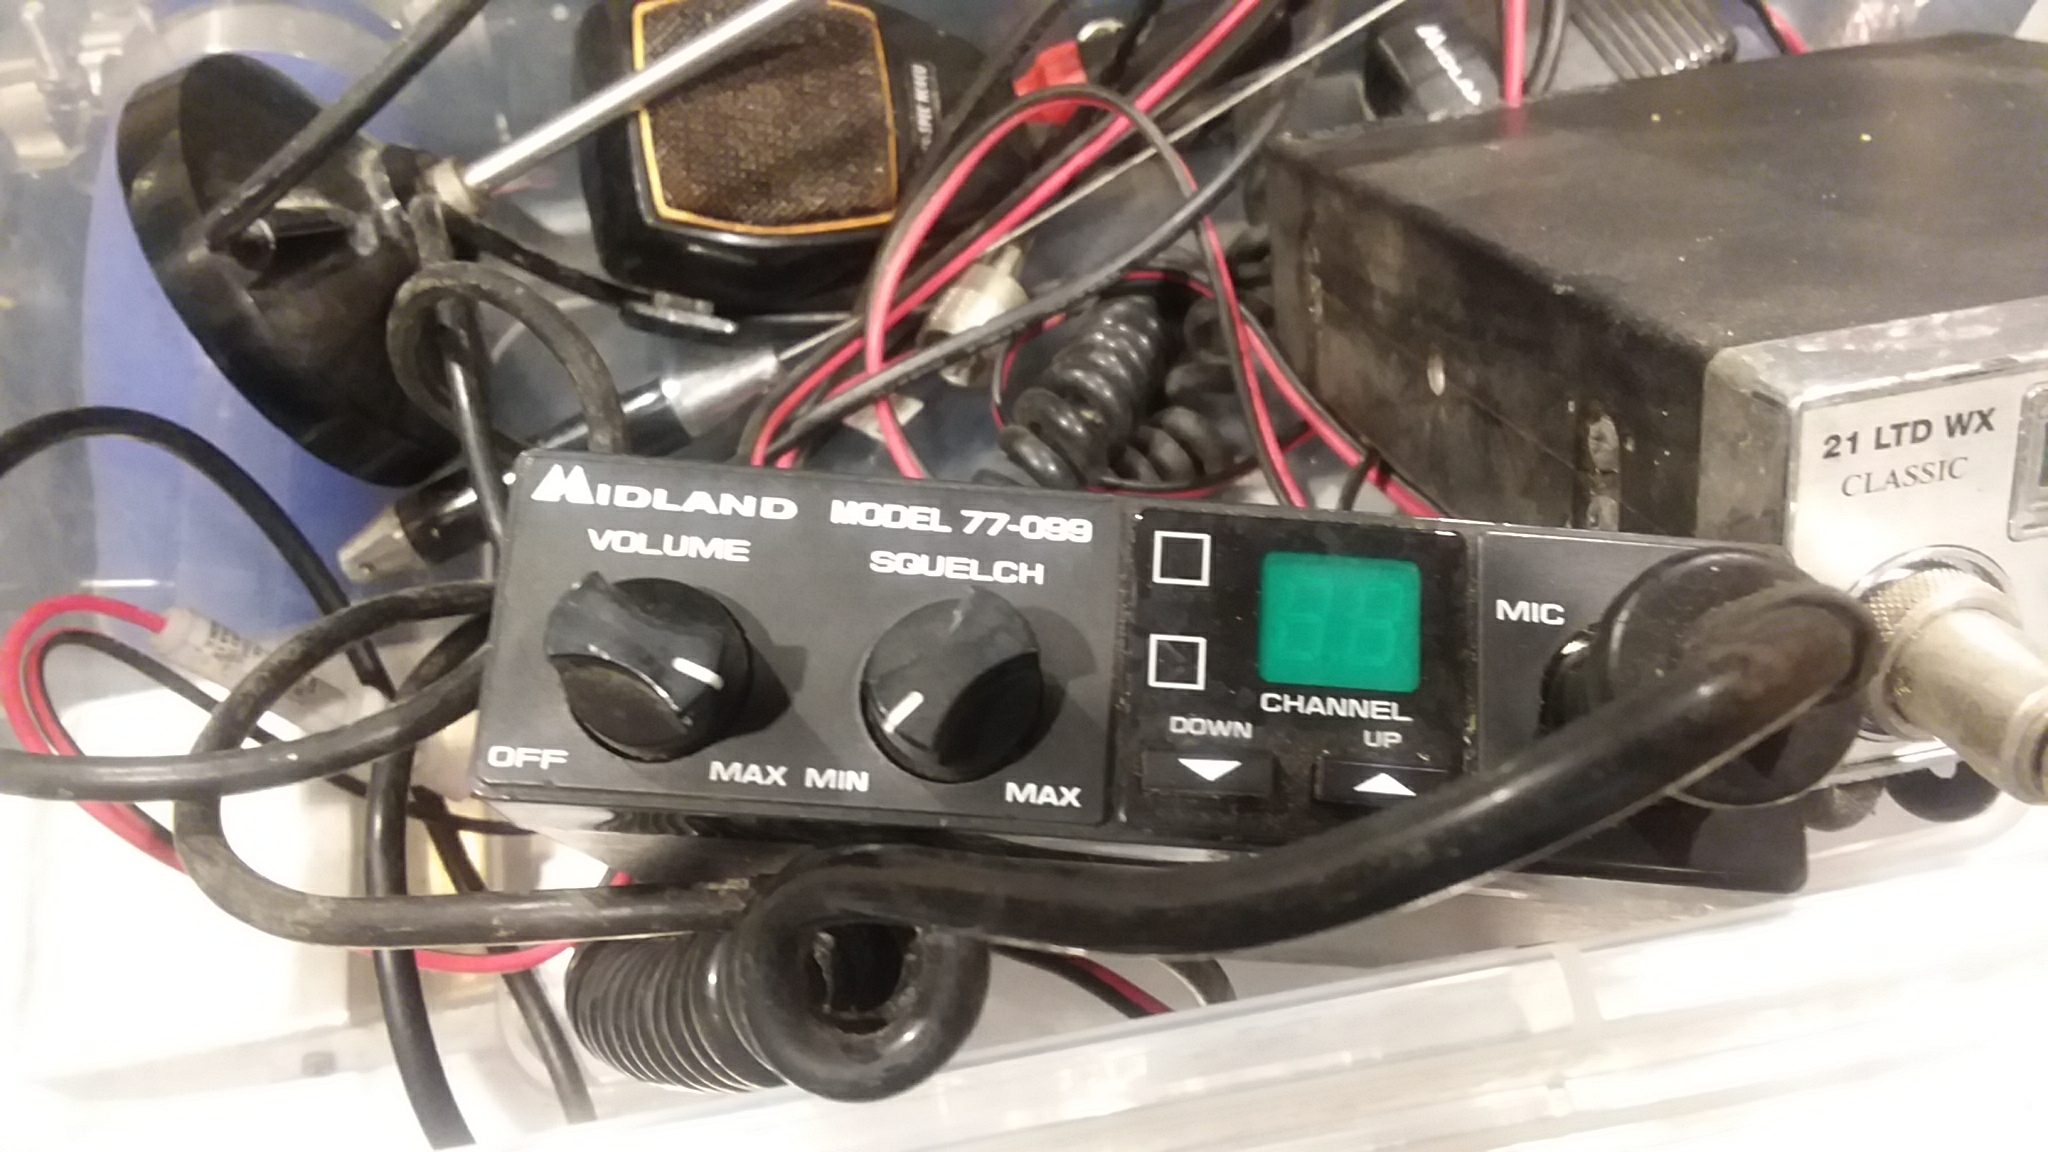 MIDLAND
MODEL 77-099
VOLUME
SQUELCH
OFF
MAX
MIN
MAX
CHANNEL
DOWN
UP
MIC
21 LTD WX
CLASSIC